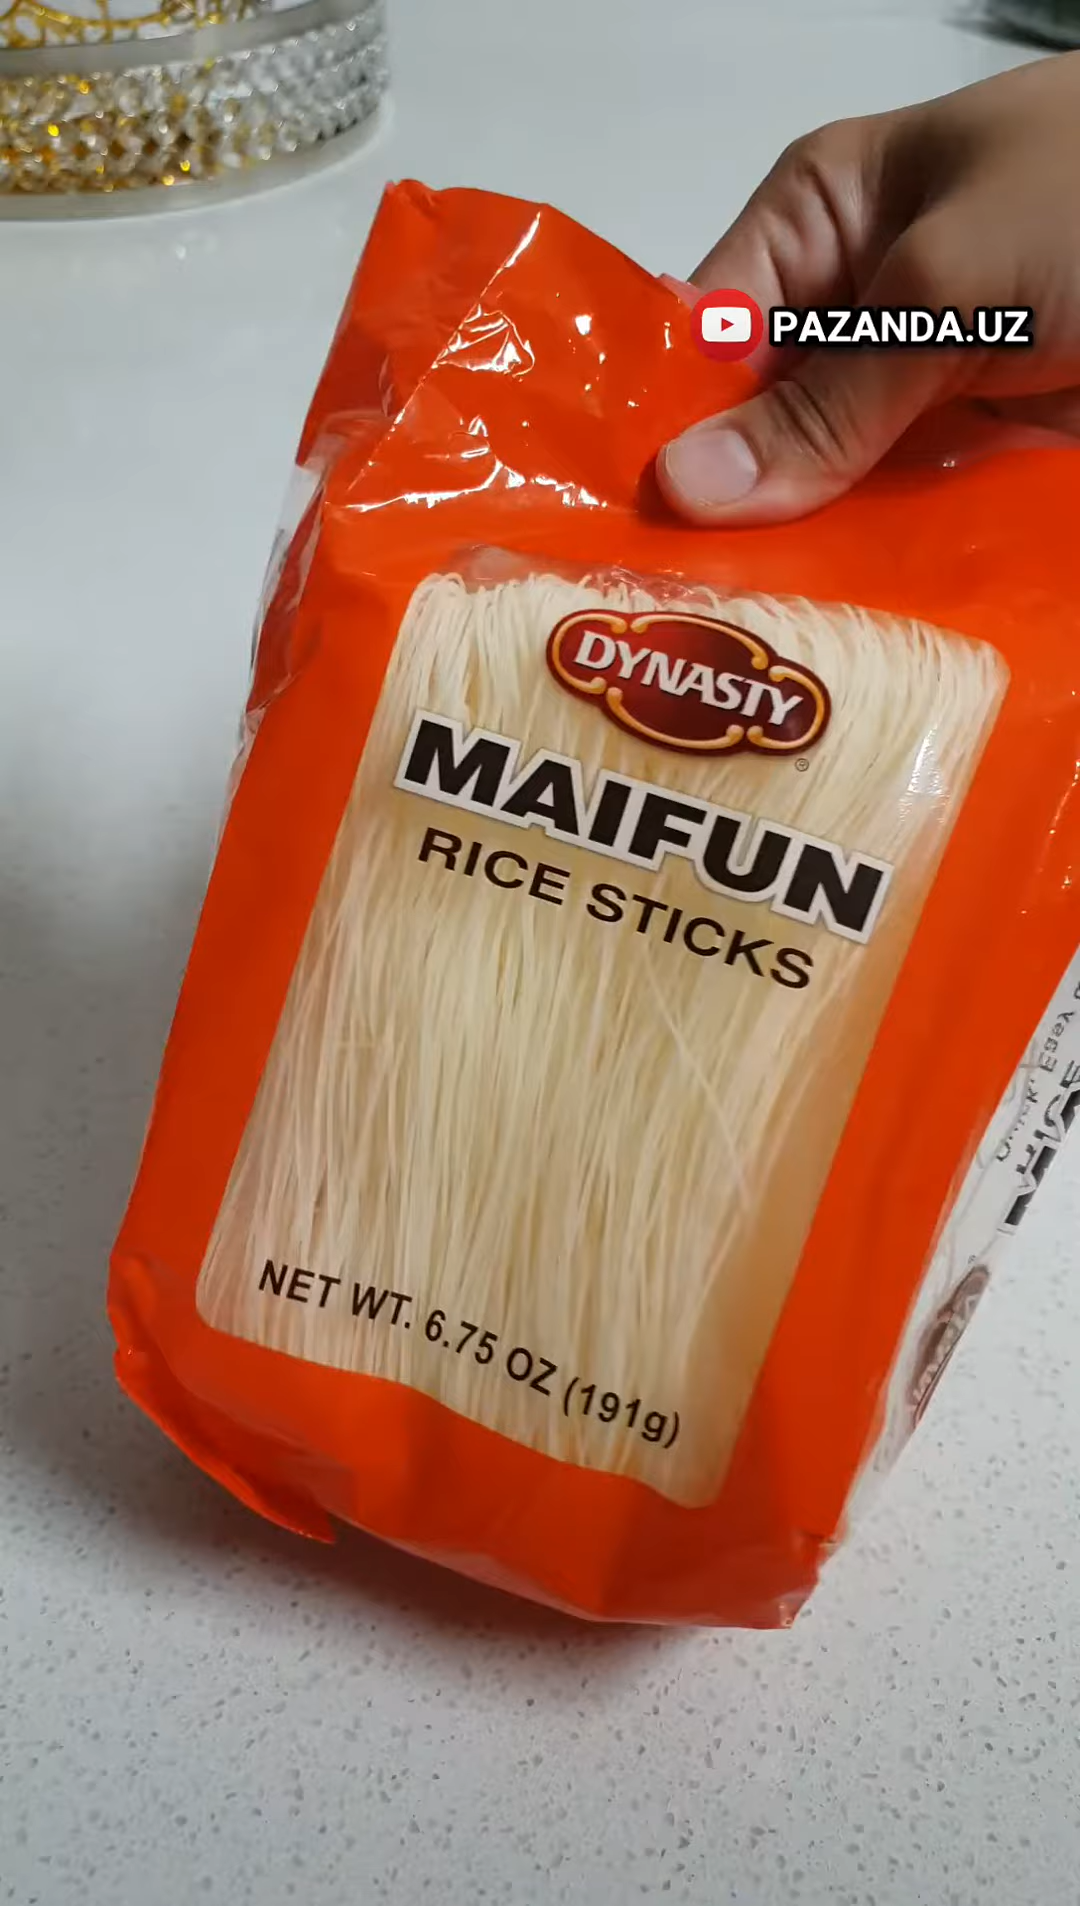 PAZANDA.UZ
DYNASTY
®
MAIFUN
RICE STICKS
NET WT. 6.75 OZ (191g)